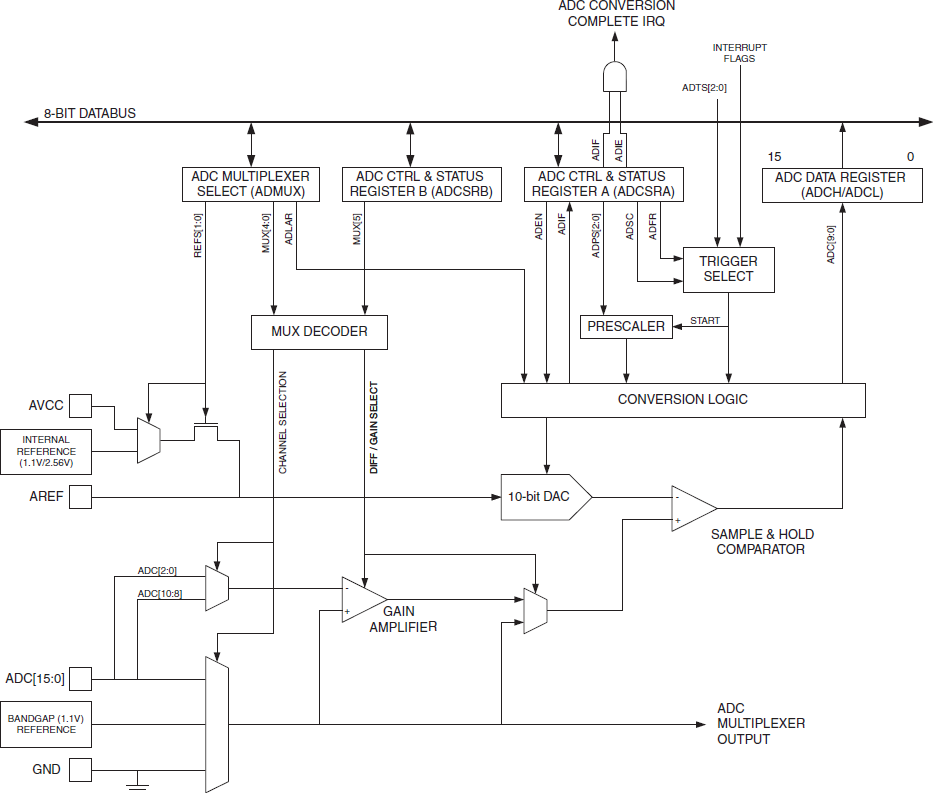 ADC CONVERSION
COMPLETE IRQ
INTERRUPT
FLAGS
ADTS[2:0]
8-BIT DATABUS
ADIF
ADIE
15
0
ADC MULTIPLEXER
SELECT (ADMUX)
ADC CTRL & STATUS
REGISTER B (ADCSRB)
ADC CTRL & STATUS
REGISTER A (ADCSRA)
ADC DATA REGISTER
(ADCH/ADCL)
REFS[1:0]
MUX[4:0]
ADLAR
MUX[5]
ADEN
ADIF
ADPS[2:0]
ADSC
ADFR
ADC[9:0]
TRIGGER
SELECT
MUX DECODER
PRESCALER
START
CHANNEL SELECTION
DIFF / GAIN SELECT
CONVERSION LOGIC
AVCC
INTERNAL
REFERENCE
(1.1V/2.56V)
AREF
10-bit DAC
-
+
SAMPLE & HOLD
COMPARATOR
ADC[2:0]
ADC[10:8]
-
+
GAIN
AMPLIFIER
ADC[15:0]
BANDGAP (1.1V)
REFERENCE
ADC
MULTIPLEXER
OUTPUT
GND